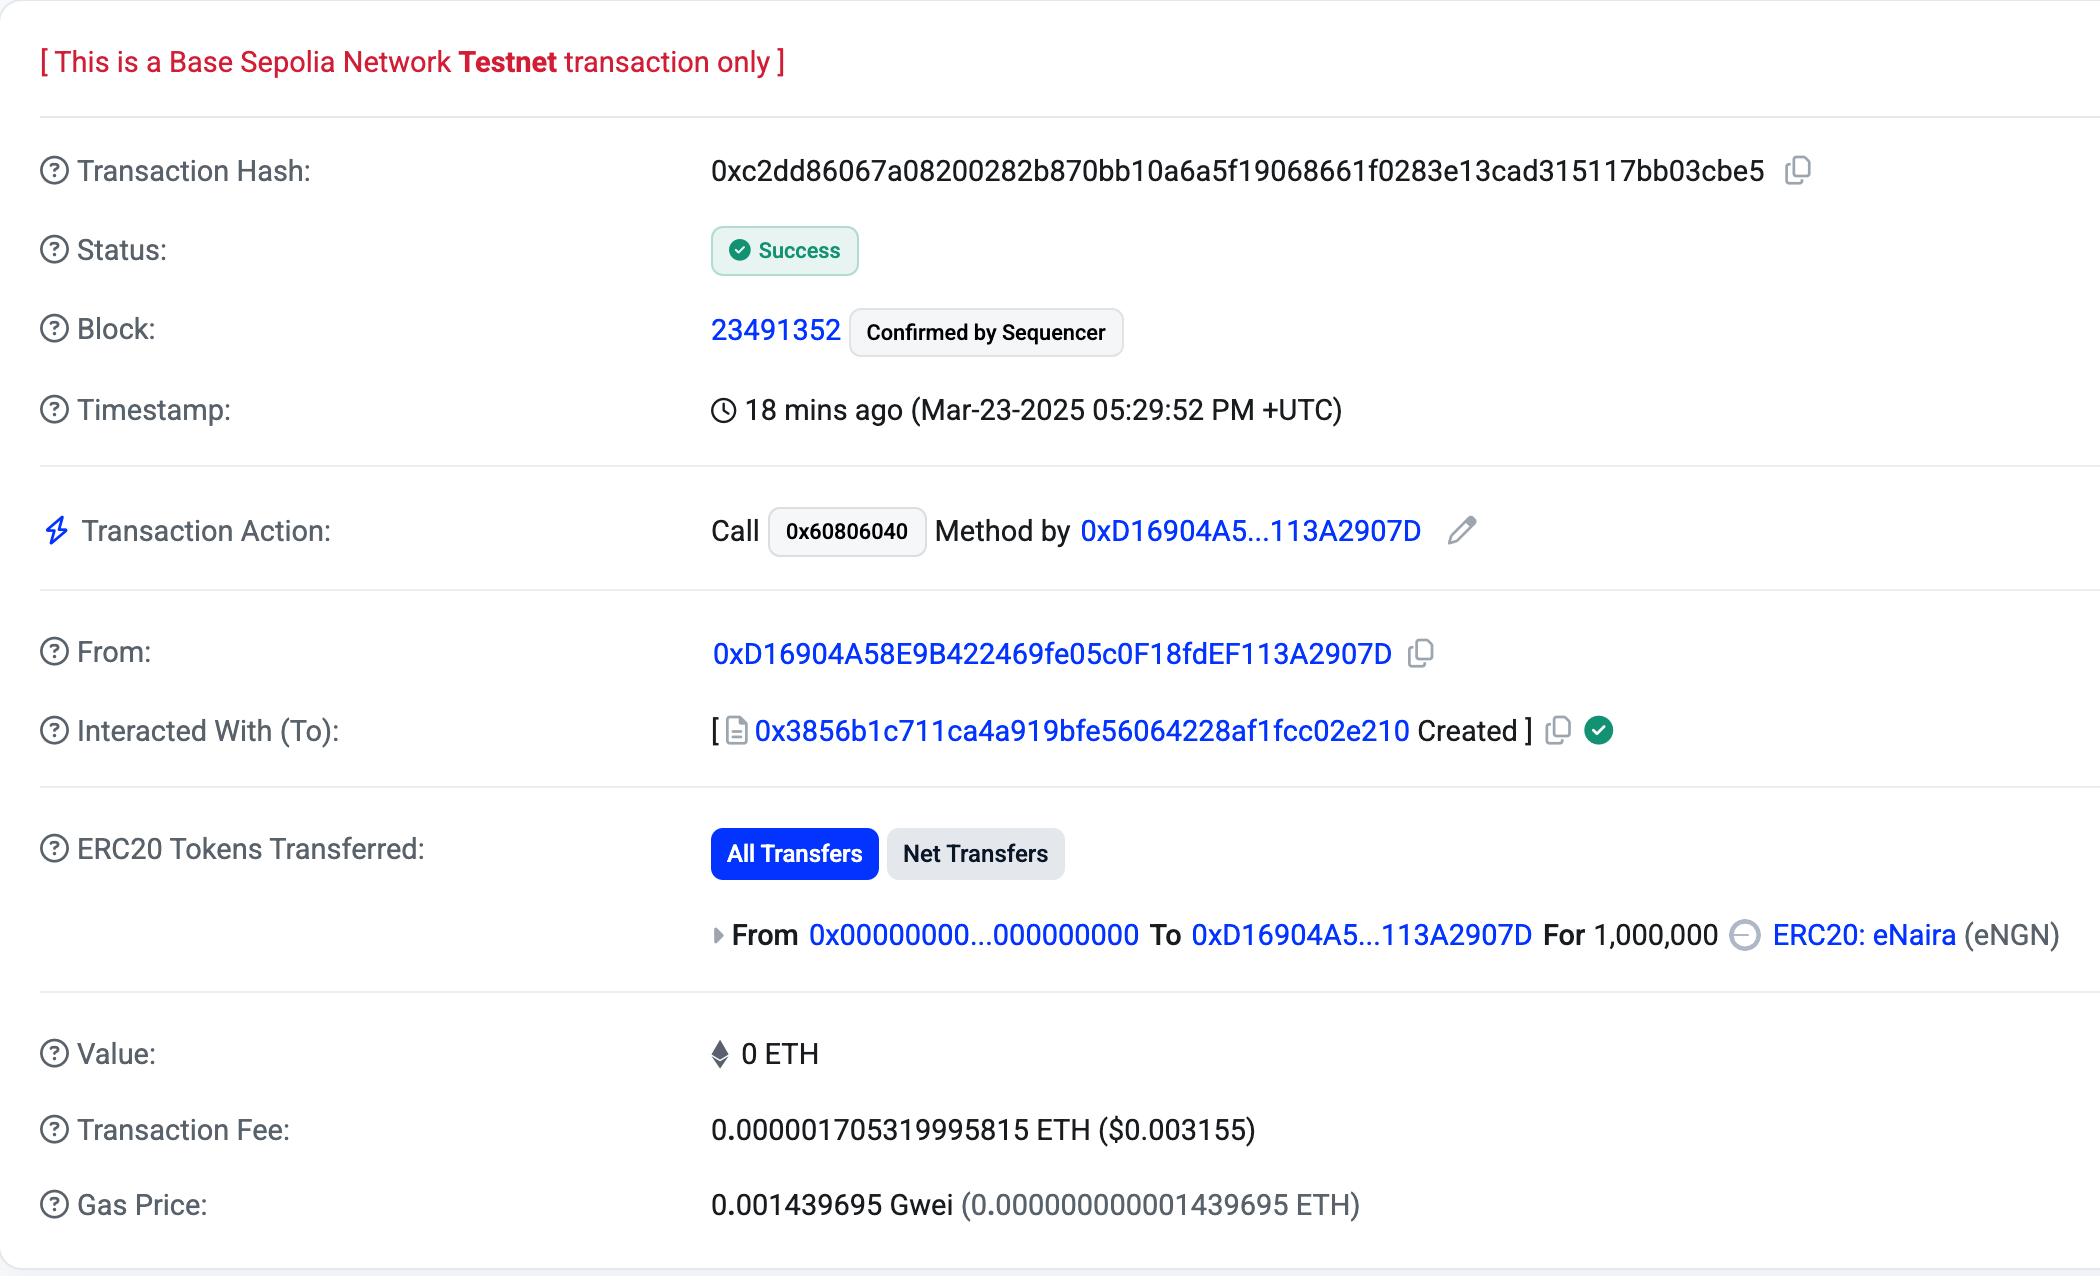 [ This is a Base Sepolia Network Testnet transaction only ]
Transaction Hash: 0xc2dd86067a08200282b870bb10a6a5f19068661f0283e13cad315117bb03cbe5
Status: Success
Block: 23491352 Confirmed by Sequencer
Timestamp: 18 mins ago (Mar-23-2025 05:29:52 PM +UTC)
Transaction Action: Call 0x60806040 Method by 0xD16904A5...113A2907D
From: 0xD16904A58E9B422469fe05c0F18fdEF113A2907D
Interacted With (To): [ 0x3856b1c711ca4a919bfe56064228af1fcc02e210 Created ]
ERC20 Tokens Transferred: All Transfers Net Transfers
From 0x00000000...000000000 To 0xD16904A5...113A2907D For 1,000,000 ERC20: eNaira (eNGN)
Value: 0 ETH
Transaction Fee: 0.000001705319995815 ETH ($0.003155)
Gas Price: 0.001439695 Gwei (0.000000000001439695 ETH)